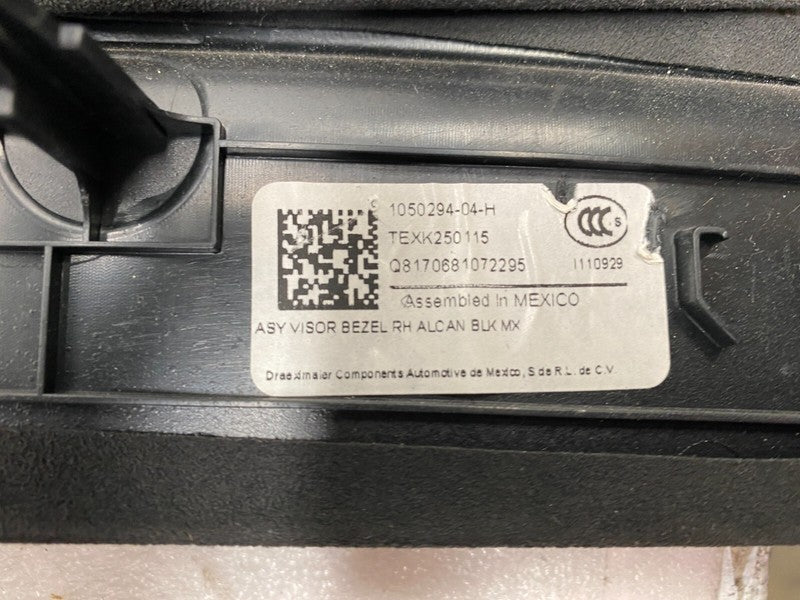 1050294-04-H
TEXK250115
Q8170681072295
CCC S
I110929
Assembled In MEXICO
ASY VISOR BEZEL RH ALCAN BLK MX
Draexlmaier Components Automotive de Mexico, S de R.L. de C.V.